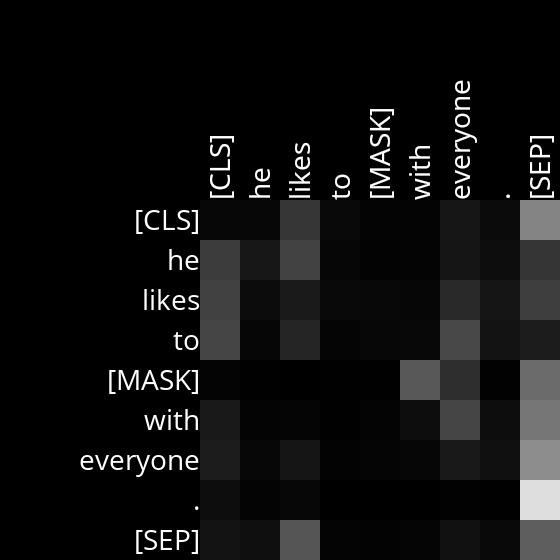 [CLS] he likes to [MASK] with everyone . [SEP]
[CLS]
he
likes
to
[MASK]
with
everyone
.
[SEP]